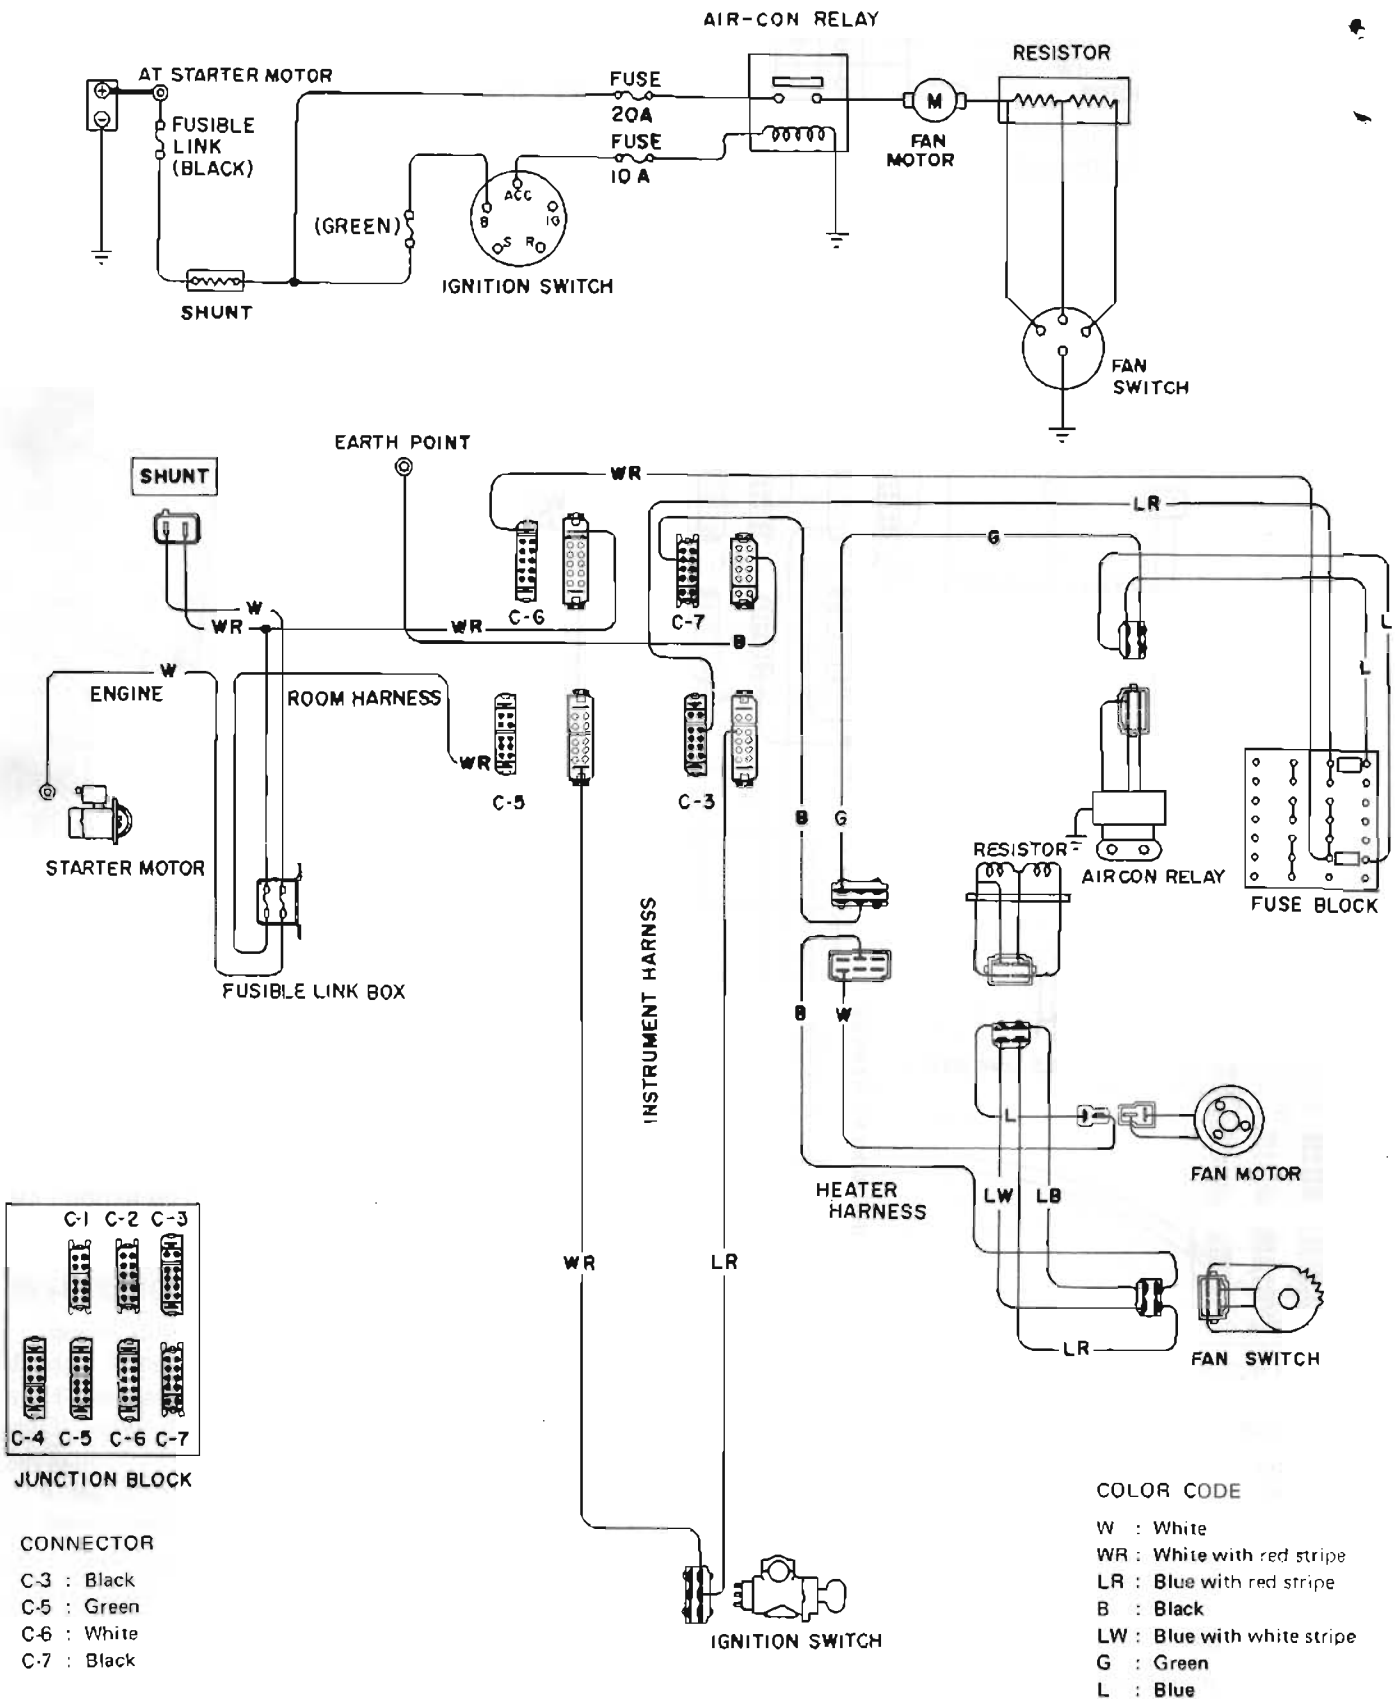 AIR-CON RELAY
RESISTOR
AT STARTER MOTOR
FUSE
20A
FUSIBLE
LINK
(BLACK)
FUSE
10A
M
FAN
MOTOR
ACC
B
IG
S
R
(GREEN)
IGNITION SWITCH
SHUNT
FAN
SWITCH
EARTH POINT
SHUNT
WR
LR
G
C-6
C-7
W
WR
WR
B
L
L
W
ENGINE
ROOM HARNESS
WR
C-5
C-3
B
G
STARTER MOTOR
RESISTOR
AIRCON RELAY
FUSE BLOCK
FUSIBLE LINK BOX
INSTRUMENT HARNSS
B
W
L
FAN MOTOR
HEATER
HARNESS
LW
LB
C-1 C-2 C-3
WR
LR
LR
FAN SWITCH
C-4 C-5 C-6 C-7
JUNCTION BLOCK
CONNECTOR
C-3 : Black
C-5 : Green
C-6 : White
C-7 : Black
IGNITION SWITCH
COLOR CODE
W : White
WR : White with red stripe
LR : Blue with red stripe
B : Black
LW : Blue with white stripe
G : Green
L : Blue